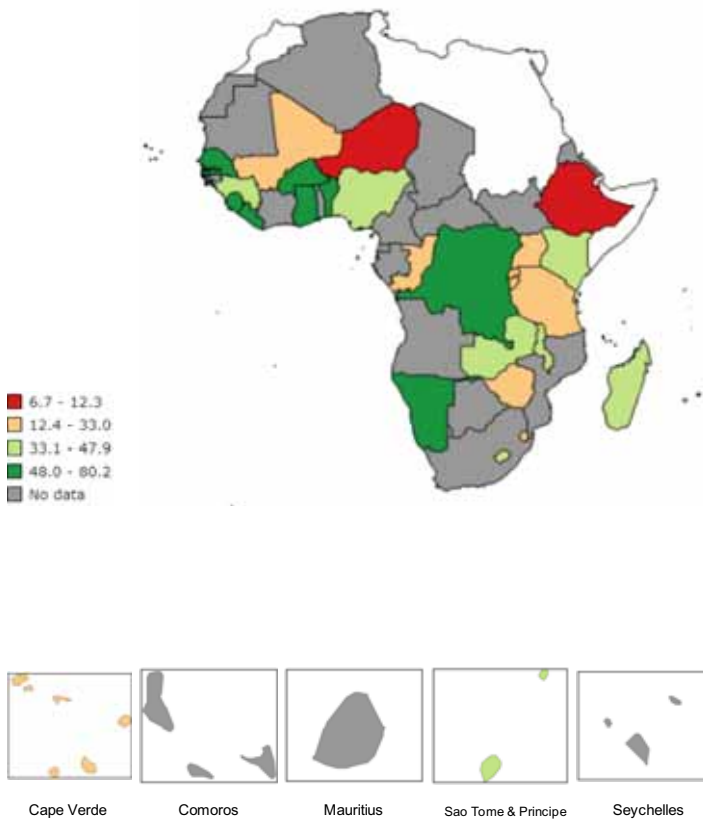 6.7 - 12.3
12.4 - 33.0
33.1 - 47.9
48.0 - 80.2
No data
Cape Verde
Comoros
Mauritius
Sao Tome & Principe
Seychelles